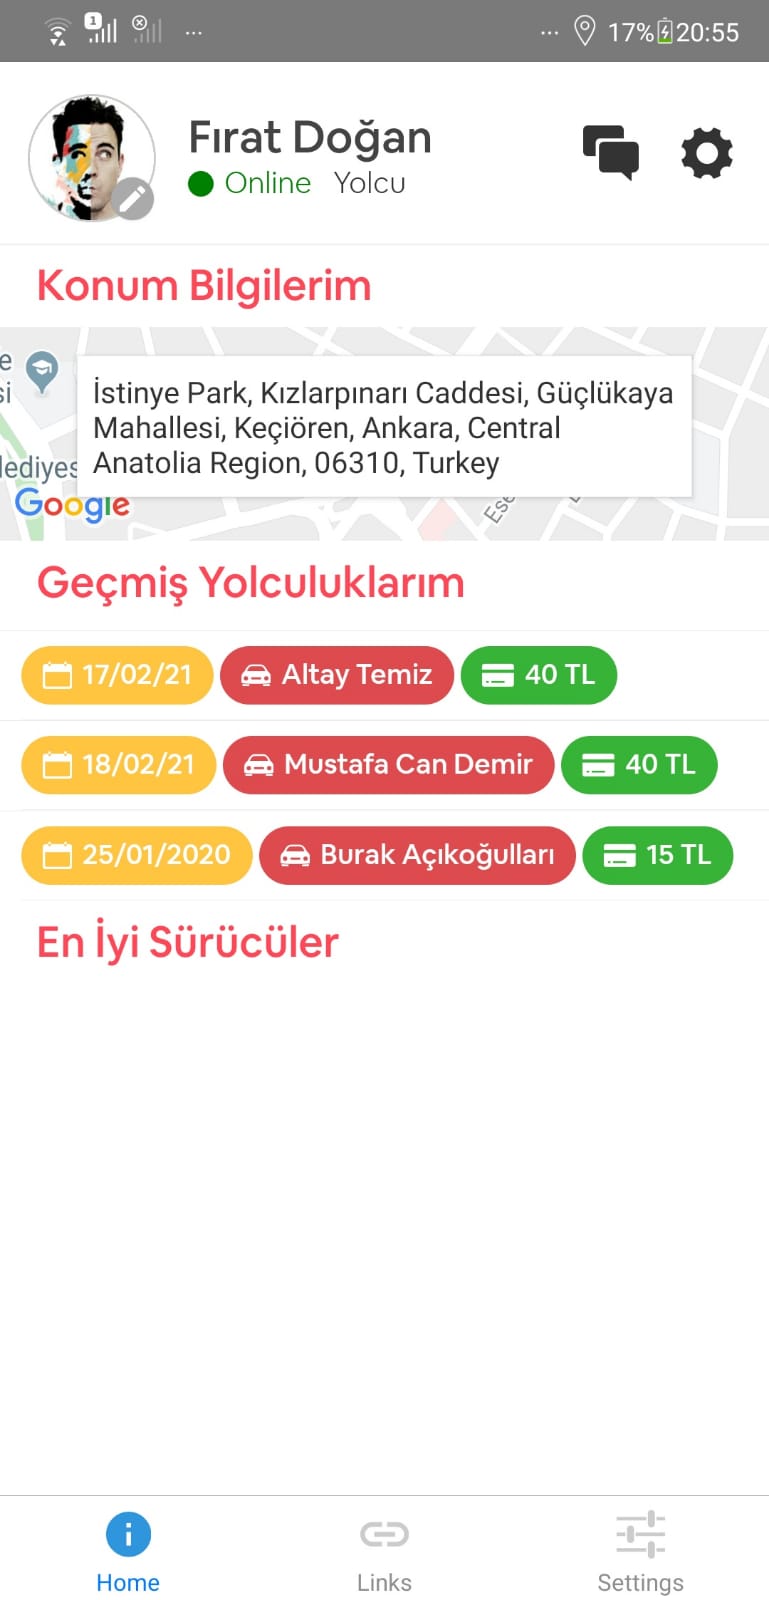 1
17%
20:55
Fırat Doğan
Online Yolcu
Konum Bilgilerim
e
si
İstinye Park, Kızlarpınarı Caddesi, Güçlükaya
Mahallesi, Keçiören, Ankara, Central
Anatolia Region, 06310, Turkey
lediyes
Google
Ese
Geçmiş Yolculuklarım
17/02/21 Altay Temiz 40 TL
18/02/21 Mustafa Can Demir 40 TL
25/01/2020 Burak Açıkoğulları 15 TL
En İyi Sürücüler
Home Links Settings